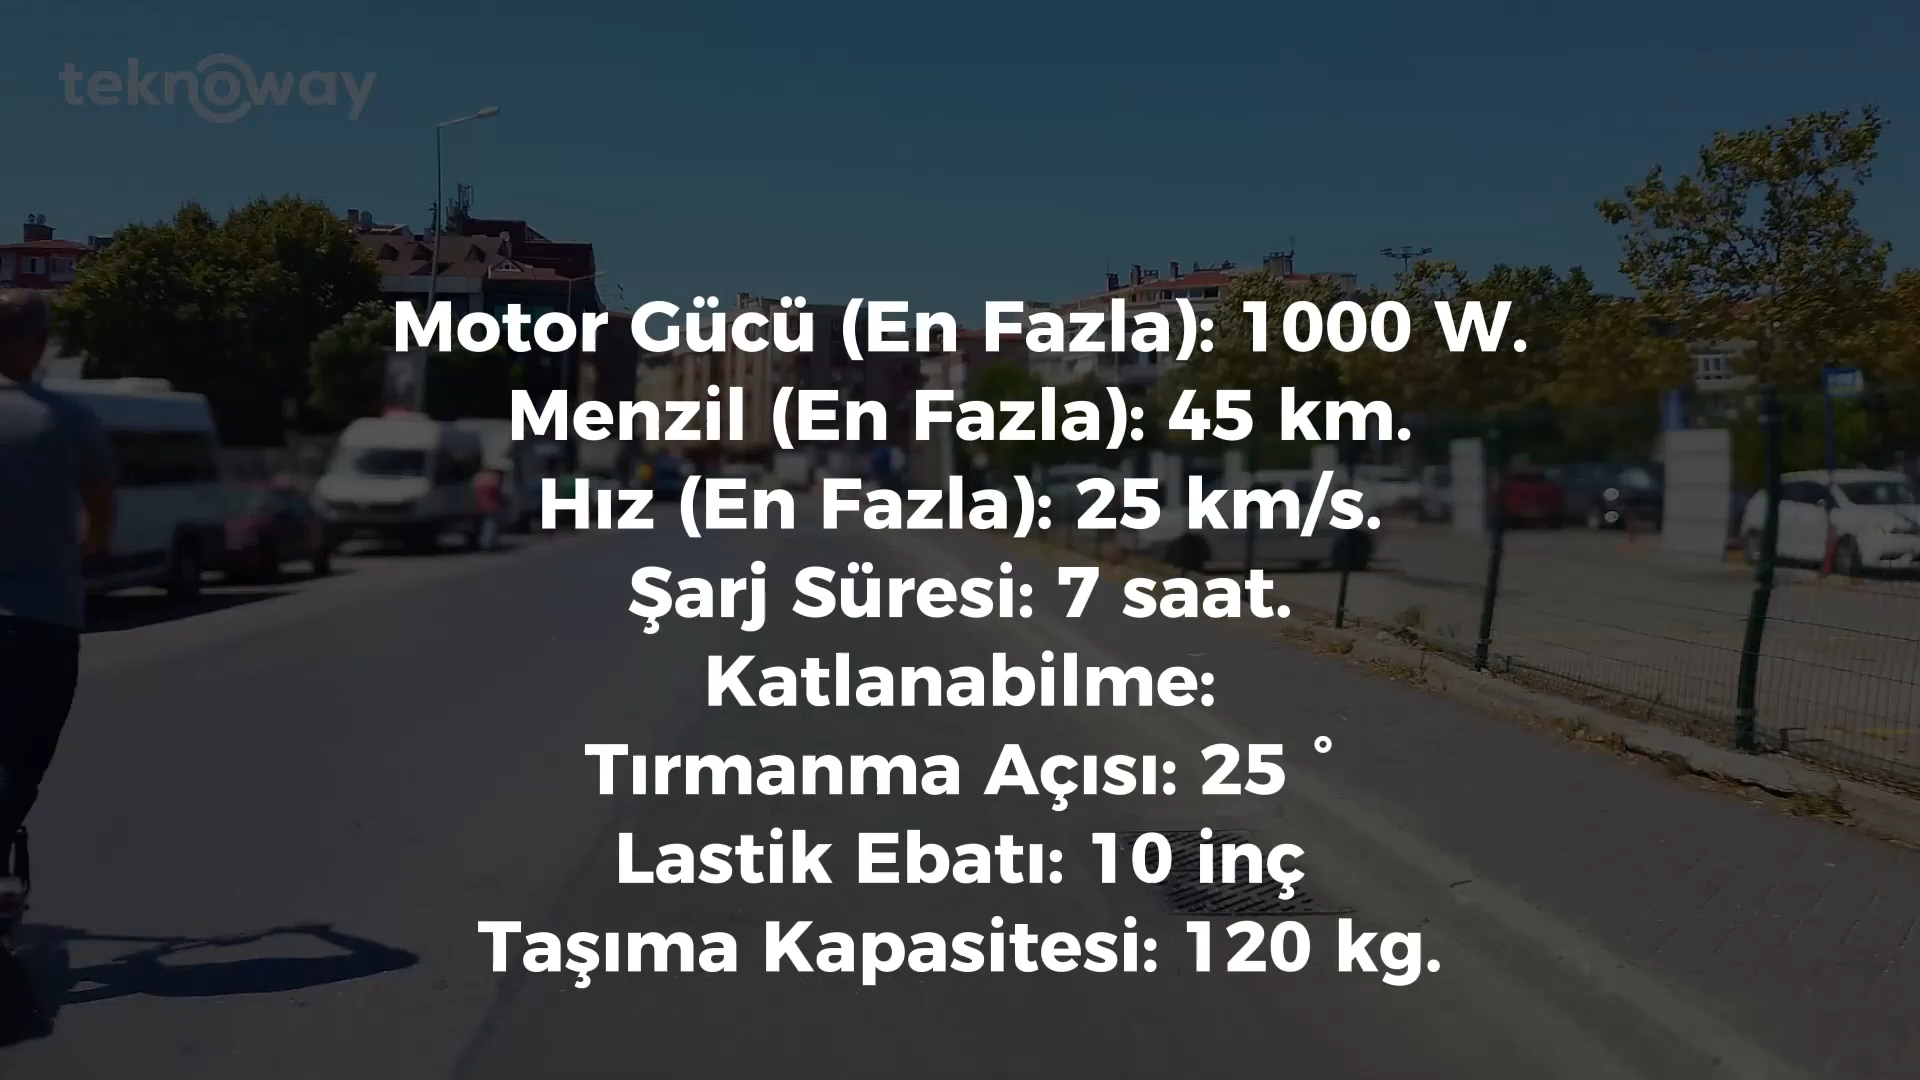 teknoway
Motor Gücü (En Fazla): 1000 W.
Menzil (En Fazla): 45 km.
Hız (En Fazla): 25 km/s.
Şarj Süresi: 7 saat.
Katlanabilme:
Tırmanma Açısı: 25 °
Lastik Ebatı: 10 inç
Taşıma Kapasitesi: 120 kg.